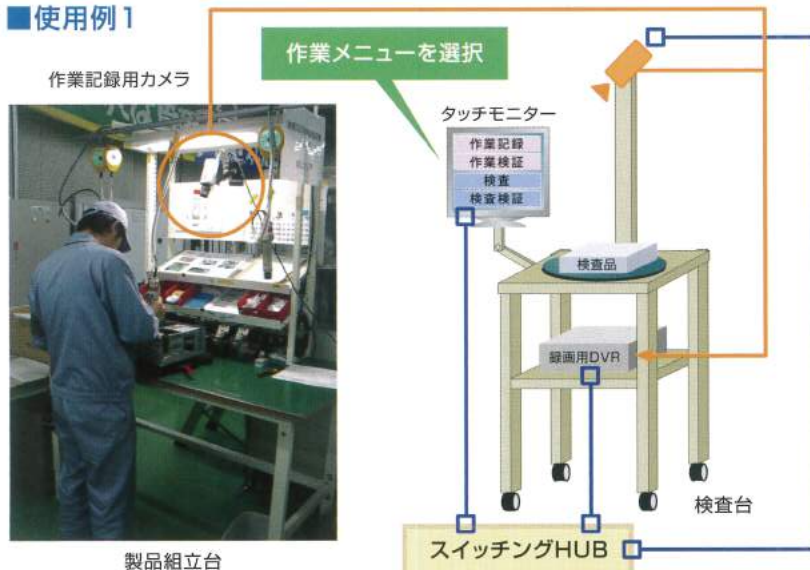 ■使用例1
作業メニューを選択
作業記録用カメラ
タッチモニター
作業記録
作業検証
検査
検査検証
検査品
録画用DVR
検査台
スイッチングHUB
製品組立台